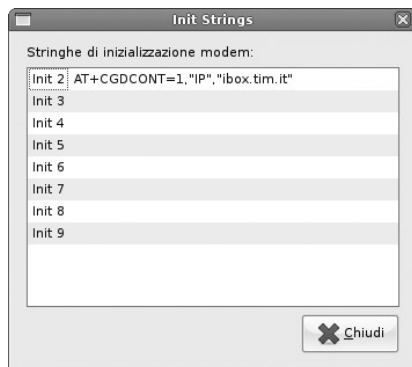 Init Strings
Stringhe di inizializzazione modem:
Init 2 AT+CGDCONT=1,"IP","ibox.tim.it"
Init 3
Init 4
Init 5
Init 6
Init 7
Init 8
Init 9
Chiudi